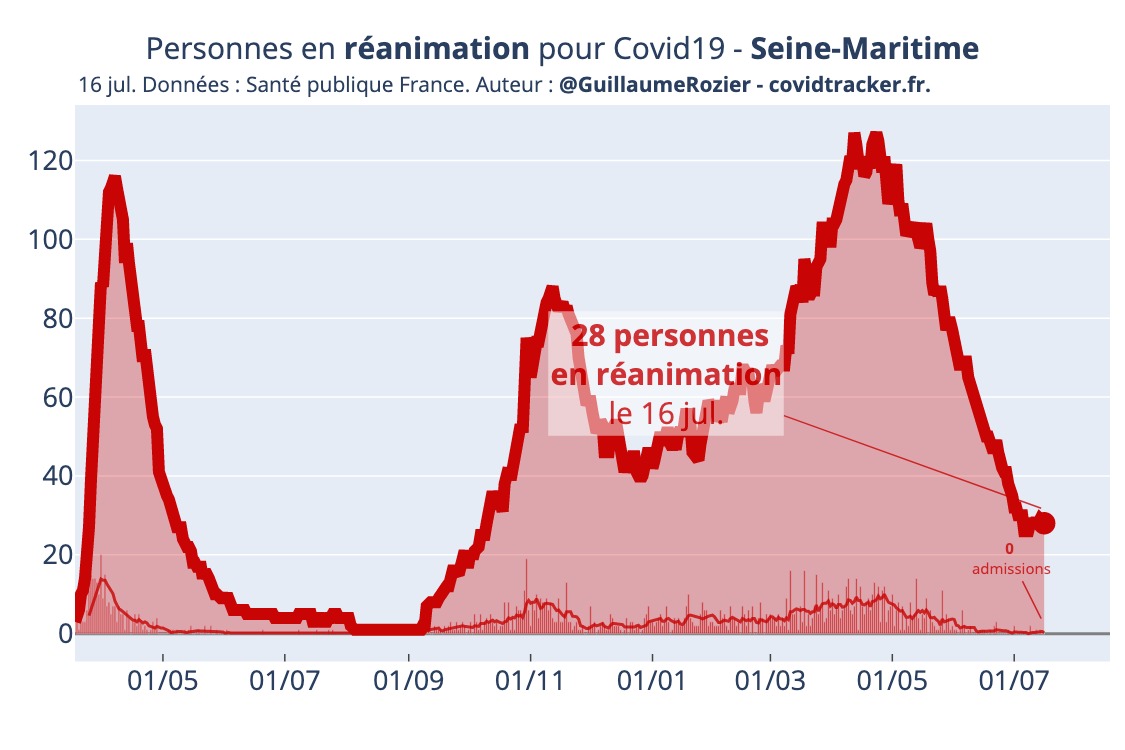 Personnes en réanimation pour Covid19 - Seine-Maritime
16 jul. Données : Santé publique France. Auteur : @GuillaumeRozier - covidtracker.fr.
120
100
80
60
40
20
0
28 personnes
en réanimation
le 16 jul.
0
admissions
01/05 01/07 01/09 01/11 01/01 01/03 01/05 01/07